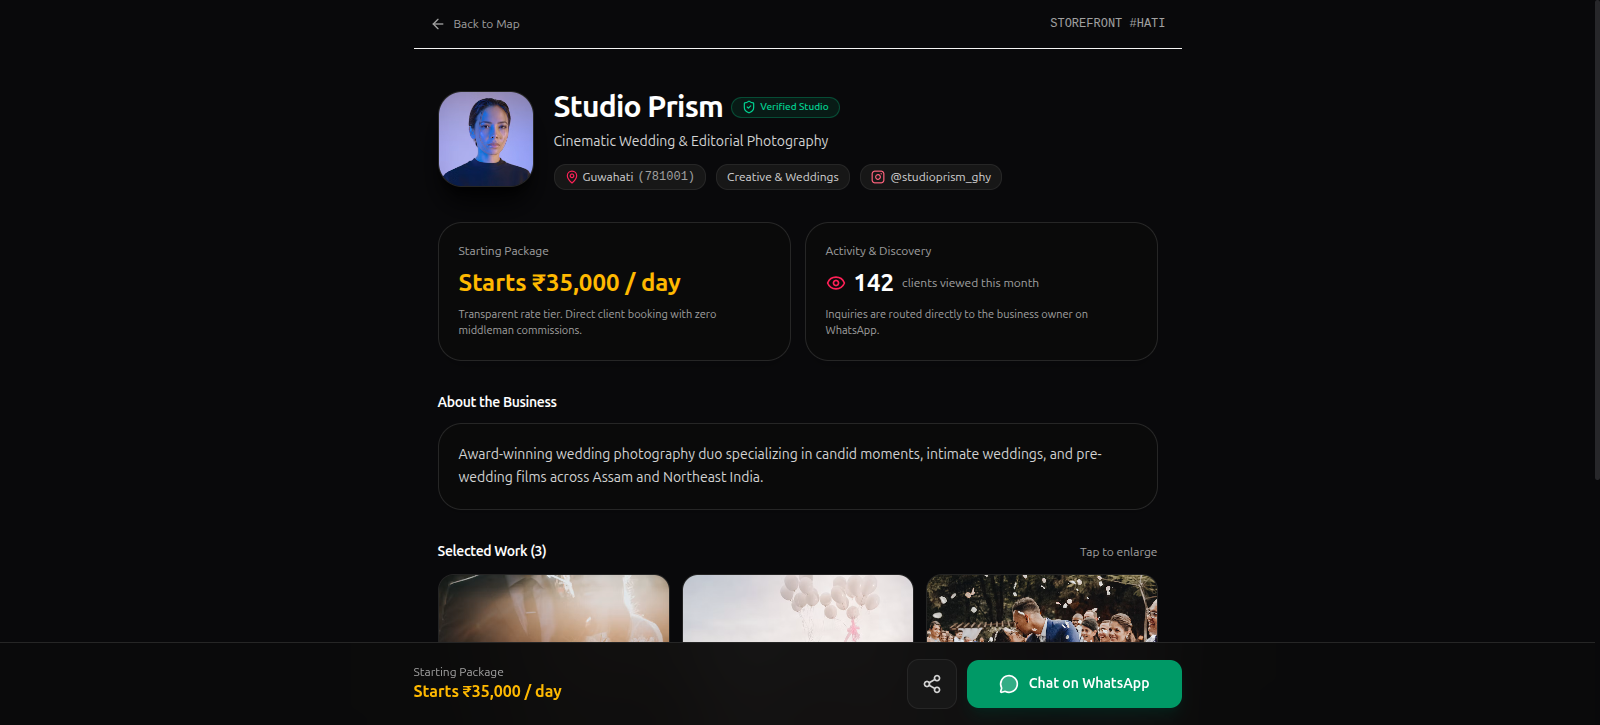 Back to Map
STOREFRONT #HATI
Studio Prism
Verified Studio
Cinematic Wedding & Editorial Photography
Guwahati (781001)
Creative & Weddings
@studioprism_ghy
Starting Package
Starts ₹35,000 / day
Transparent rate tier. Direct client booking with zero
middleman commissions.
Activity & Discovery
142 clients viewed this month
Inquiries are routed directly to the business owner on
WhatsApp.
About the Business
Award-winning wedding photography duo specializing in candid moments, intimate weddings, and pre-
wedding films across Assam and Northeast India.
Selected Work (3)
Tap to enlarge
Starting Package
Starts ₹35,000 / day
Chat on WhatsApp